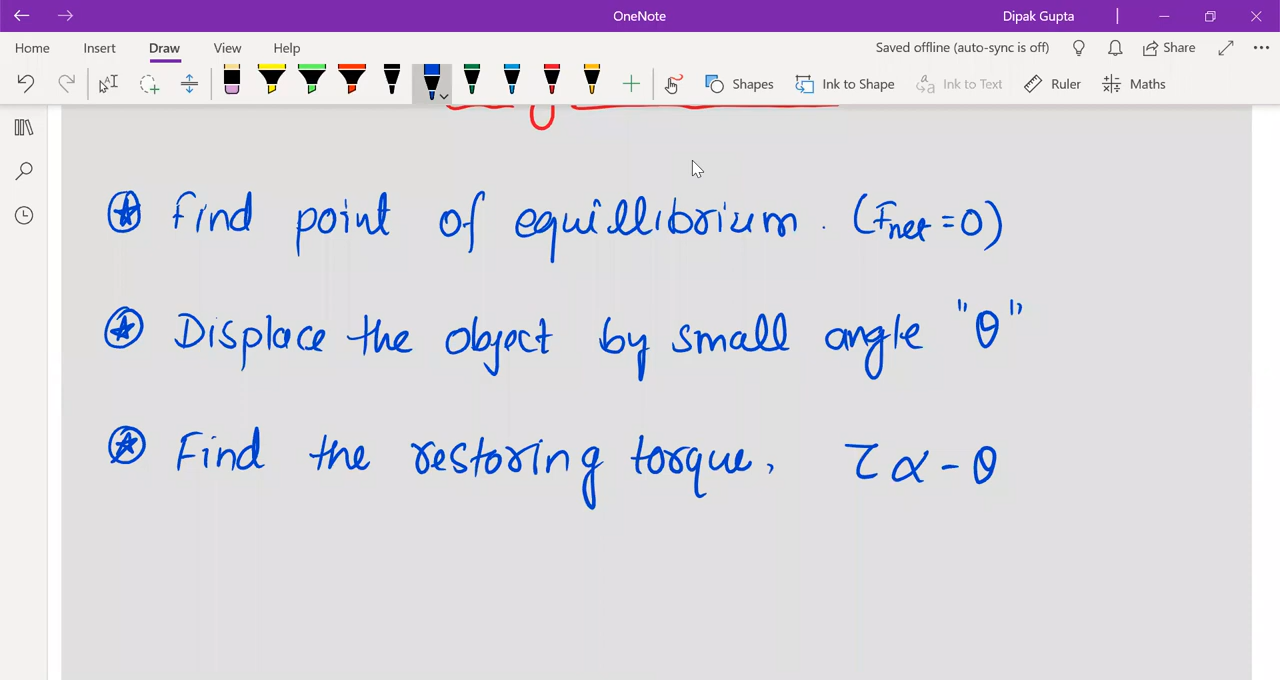 OneNote
Dipak Gupta
Home Insert Draw View Help
Saved offline (auto-sync is off)
Share
Shapes
Ink to Shape
Ink to Text
Ruler
Maths
Find point of equillibrium. (Fnet = 0)
Displace the object by small angle "θ"
Find the restoring torque, τ α - θ